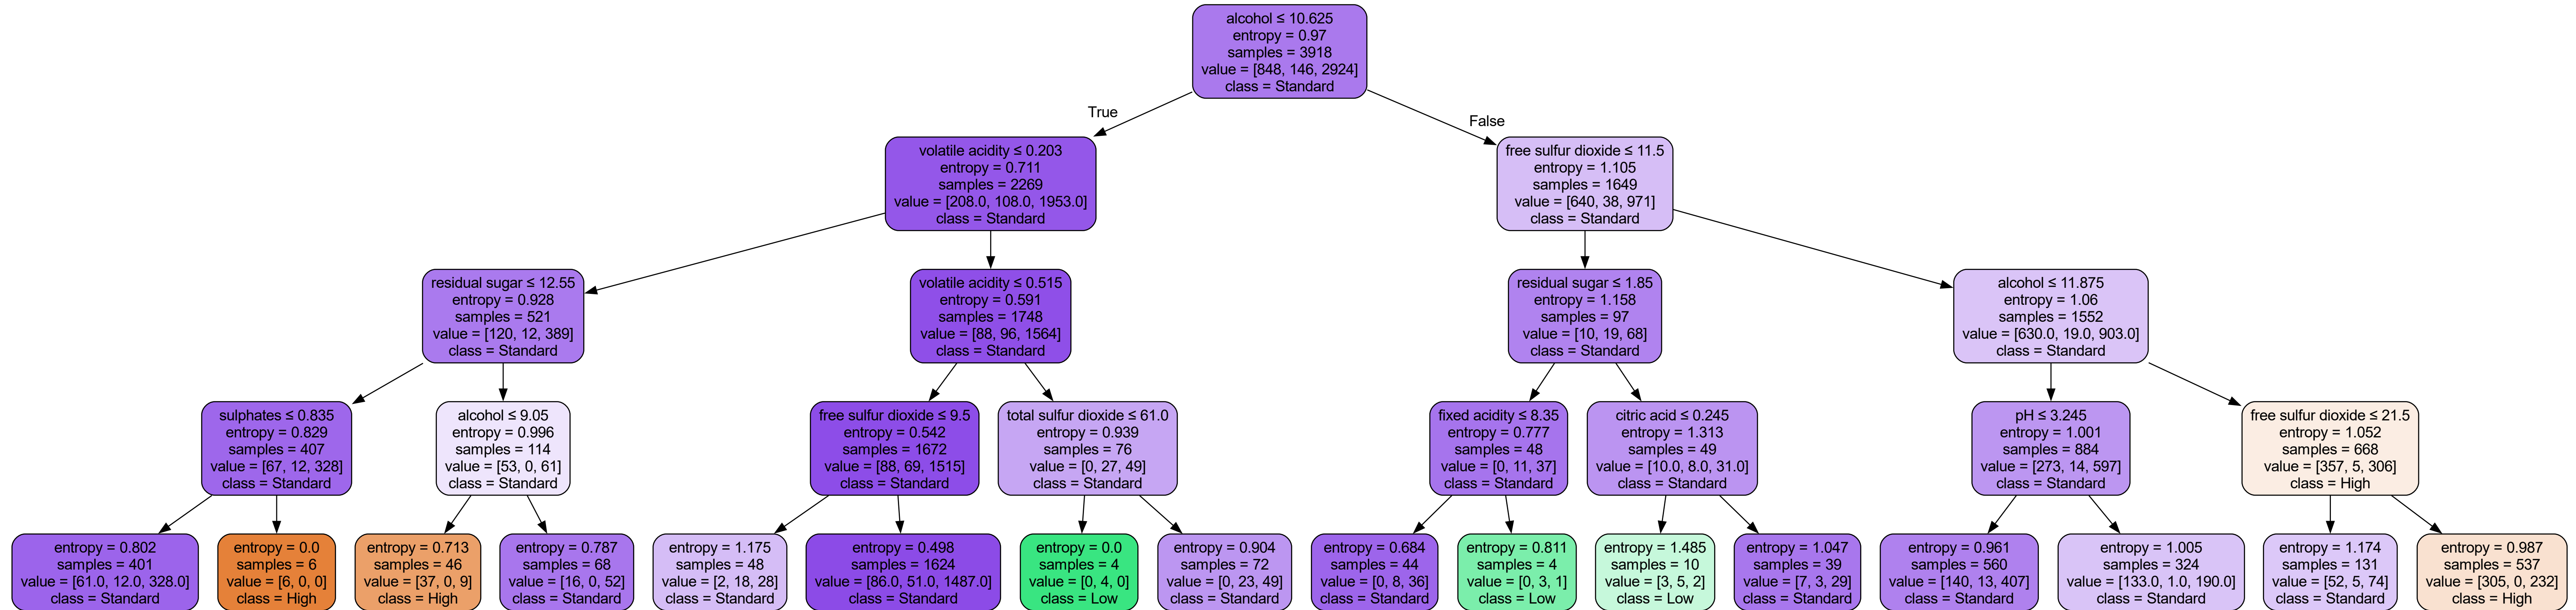 alcohol ≤ 10.625
entropy = 0.97
samples = 3918
value = [848, 146, 2924]
class = Standard
True
False
volatile acidity ≤ 0.203
entropy = 0.711
samples = 2269
value = [208.0, 108.0, 1953.0]
class = Standard
free sulfur dioxide ≤ 11.5
entropy = 1.105
samples = 1649
value = [640, 38, 971]
class = Standard
residual sugar ≤ 12.55
entropy = 0.928
samples = 521
value = [120, 12, 389]
class = Standard
volatile acidity ≤ 0.515
entropy = 0.591
samples = 1748
value = [88, 96, 1564]
class = Standard
residual sugar ≤ 1.85
entropy = 1.158
samples = 97
value = [10, 19, 68]
class = Standard
alcohol ≤ 11.875
entropy = 1.06
samples = 1552
value = [630.0, 19.0, 903.0]
class = Standard
sulphates ≤ 0.835
entropy = 0.829
samples = 407
value = [67, 12, 328]
class = Standard
alcohol ≤ 9.05
entropy = 0.996
samples = 114
value = [53, 0, 61]
class = Standard
free sulfur dioxide ≤ 9.5
entropy = 0.542
samples = 1672
value = [88, 69, 1515]
class = Standard
total sulfur dioxide ≤ 61.0
entropy = 0.939
samples = 76
value = [0, 27, 49]
class = Standard
fixed acidity ≤ 8.35
entropy = 0.777
samples = 48
value = [0, 11, 37]
class = Standard
citric acid ≤ 0.245
entropy = 1.313
samples = 49
value = [10.0, 8.0, 31.0]
class = Standard
pH ≤ 3.245
entropy = 1.001
samples = 884
value = [273, 14, 597]
class = Standard
free sulfur dioxide ≤ 21.5
entropy = 1.052
samples = 668
value = [357, 5, 306]
class = High
entropy = 0.802
samples = 401
value = [61.0, 12.0, 328.0]
class = Standard
entropy = 0.0
samples = 6
value = [6, 0, 0]
class = High
entropy = 0.713
samples = 46
value = [37, 0, 9]
class = High
entropy = 0.787
samples = 68
value = [16, 0, 52]
class = Standard
entropy = 1.175
samples = 48
value = [2, 18, 28]
class = Standard
entropy = 0.498
samples = 1624
value = [86.0, 51.0, 1487.0]
class = Standard
entropy = 0.0
samples = 4
value = [0, 4, 0]
class = Low
entropy = 0.904
samples = 72
value = [0, 23, 49]
class = Standard
entropy = 0.684
samples = 44
value = [0, 8, 36]
class = Standard
entropy = 0.811
samples = 4
value = [0, 3, 1]
class = Low
entropy = 1.485
samples = 10
value = [3, 5, 2]
class = Low
entropy = 1.047
samples = 39
value = [7, 3, 29]
class = Standard
entropy = 0.961
samples = 560
value = [140, 13, 407]
class = Standard
entropy = 1.005
samples = 324
value = [133.0, 1.0, 190.0]
class = Standard
entropy = 1.174
samples = 131
value = [52, 5, 74]
class = Standard
entropy = 0.987
samples = 537
value = [305, 0, 232]
class = High